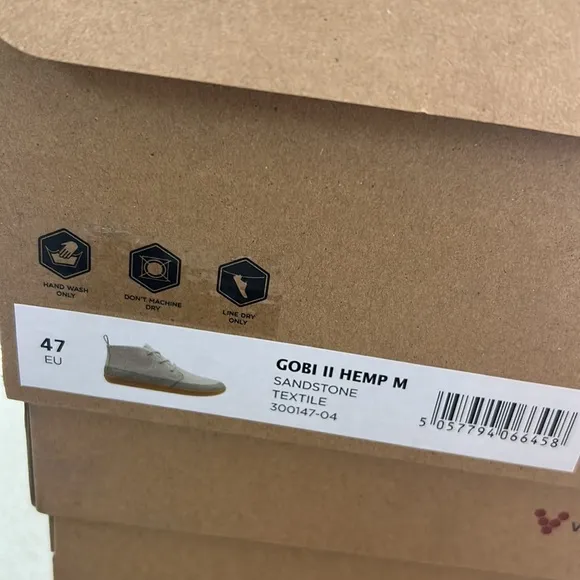 HAND WASH
ONLY
DON'T MACHINE
DRY
LINE DRY
ONLY
47
EU
GOBI II HEMP M
SANDSTONE
TEXTILE
300147-04
5 057794 066458